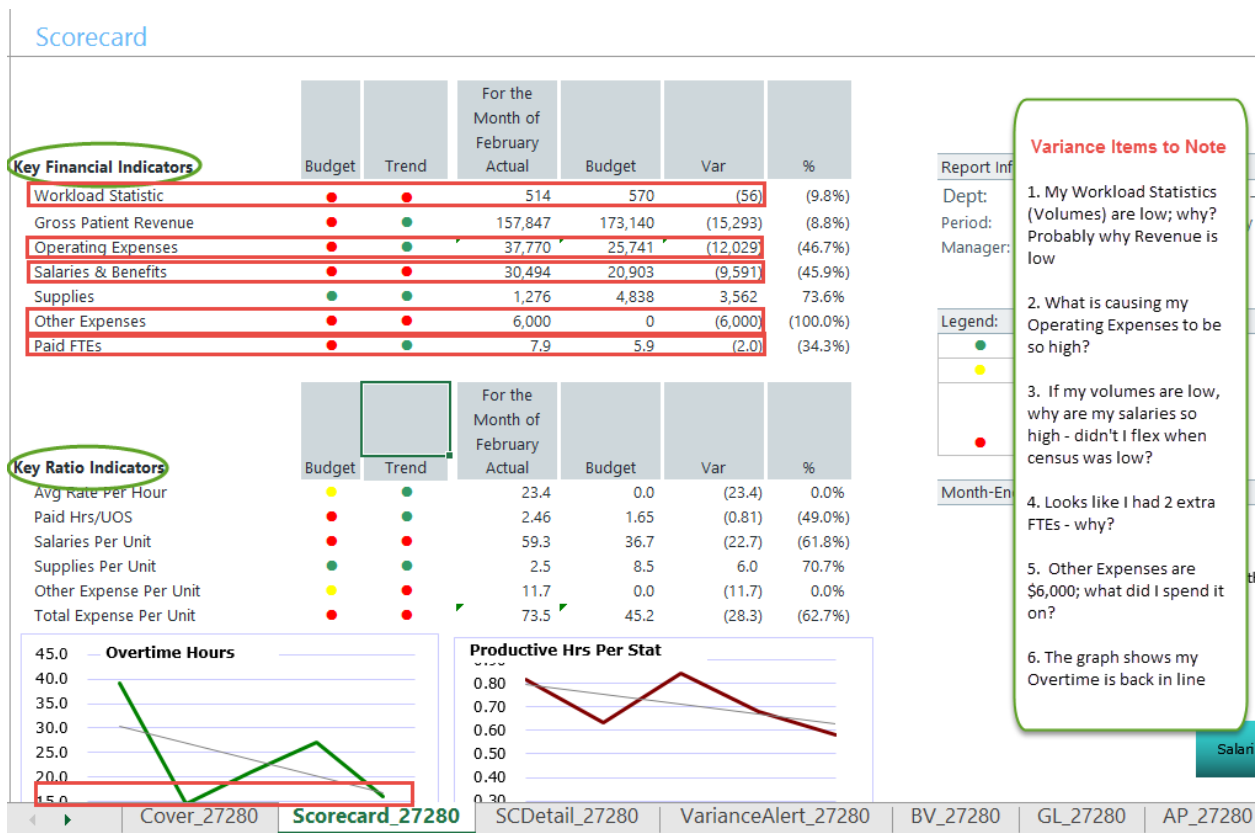 Scorecard
For the
Month of
February
Key Financial Indicators Budget Trend Actual Budget Var %
Workload Statistic 514 570 (56) (9.8%)
Gross Patient Revenue 157,847 173,140 (15,293) (8.8%)
Operating Expenses 37,770 25,741 (12,029) (46.7%)
Salaries & Benefits 30,494 20,903 (9,591) (45.9%)
Supplies 1,276 4,838 3,562 73.6%
Other Expenses 6,000 0 (6,000) (100.0%)
Paid FTEs 7.9 5.9 (2.0) (34.3%)
For the
Month of
February
Key Ratio Indicators Budget Trend Actual Budget Var %
Avg Rate Per Hour 23.4 0.0 (23.4) 0.0%
Paid Hrs/UOS 2.46 1.65 (0.81) (49.0%)
Salaries Per Unit 59.3 36.7 (22.7) (61.8%)
Supplies Per Unit 2.5 8.5 6.0 70.7%
Other Expense Per Unit 11.7 0.0 (11.7) 0.0%
Total Expense Per Unit 73.5 45.2 (28.3) (62.7%)
Overtime Hours
45.0
40.0
35.0
30.0
25.0
20.0
15.0
Productive Hrs Per Stat
0.90
0.80
0.70
0.60
0.50
0.40
0.30
Report Inf
Dept:
Period:
Manager:
Legend:
Month-En
Variance Items to Note
1. My Workload Statistics
(Volumes) are low; why?
Probably why Revenue is
low
2. What is causing my
Operating Expenses to be
so high?
3. If my volumes are low,
why are my salaries so
high - didn't I flex when
census was low?
4. Looks like I had 2 extra
FTEs - why?
5. Other Expenses are
$6,000; what did I spend it
on?
6. The graph shows my
Overtime is back in line
Salari
Cover_27280 Scorecard_27280 SCDetail_27280 VarianceAlert_27280 BV_27280 GL_27280 AP_27280